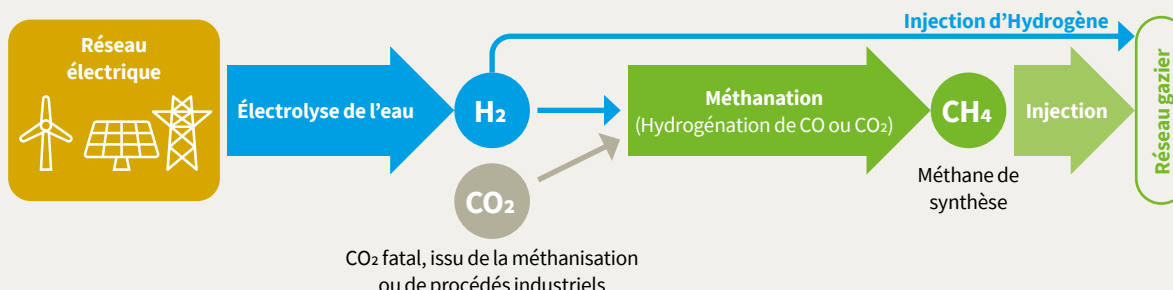 Injection d'Hydrogène
Réseau
électrique
Électrolyse de l'eau
H₂
Méthanation
(Hydrogénation de CO ou CO₂)
CH₄
Injection
Réseau gazier
Méthane de
synthèse
CO₂
CO₂ fatal, issu de la méthanisation
ou de procédés industriels